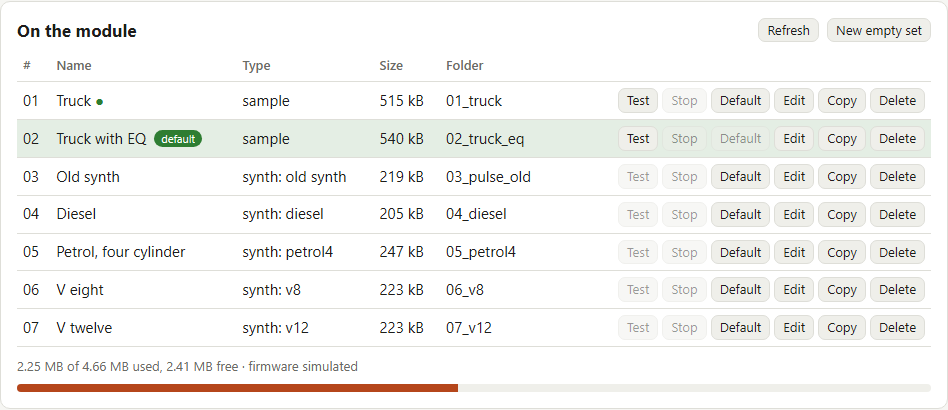 On the module Refresh New empty set
# Name Type Size Folder
01 Truck sample 515 kB 01_truck Test Stop Default Edit Copy Delete
02 Truck with EQ default sample 540 kB 02_truck_eq Test Stop Default Edit Copy Delete
03 Old synth synth: old synth 219 kB 03_pulse_old Test Stop Default Edit Copy Delete
04 Diesel synth: diesel 205 kB 04_diesel Test Stop Default Edit Copy Delete
05 Petrol, four cylinder synth: petrol4 247 kB 05_petrol4 Test Stop Default Edit Copy Delete
06 V eight synth: v8 223 kB 06_v8 Test Stop Default Edit Copy Delete
07 V twelve synth: v12 223 kB 07_v12 Test Stop Default Edit Copy Delete
2.25 MB of 4.66 MB used, 2.41 MB free · firmware simulated